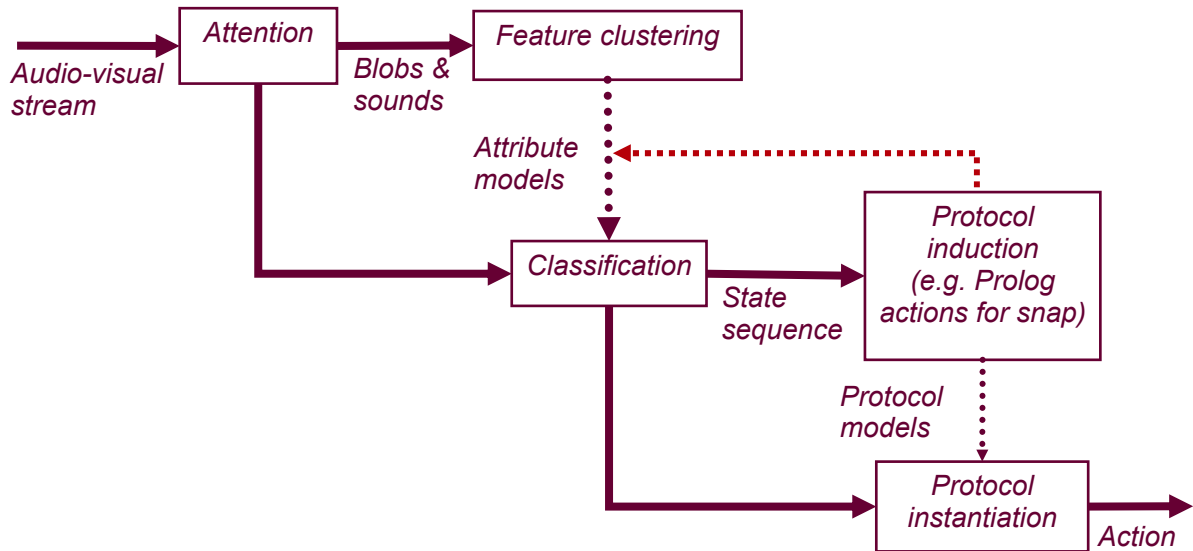 Attention
Feature clustering
Audio-visual
stream
Blobs &
sounds
Attribute
models
Protocol
induction
(e.g. Prolog
actions for snap)
Classification
State
sequence
Protocol
models
Protocol
instantiation
Action